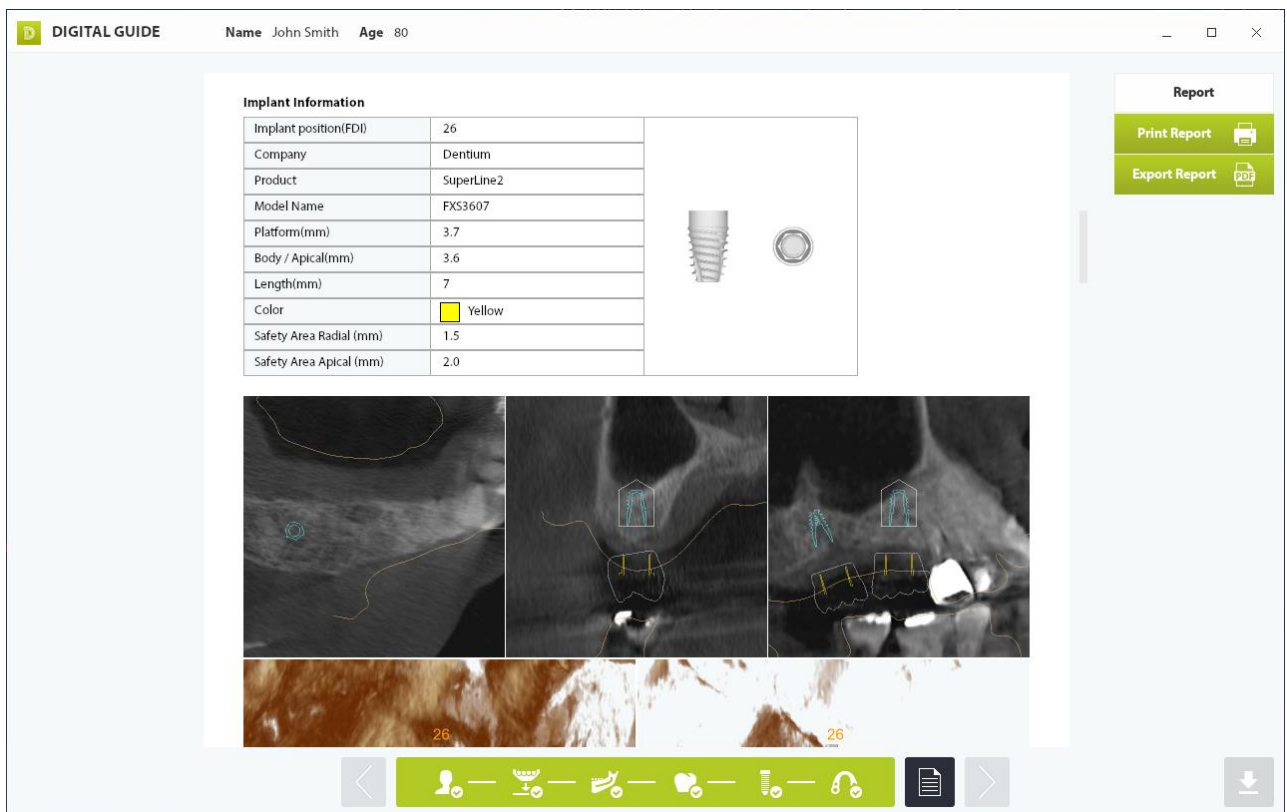 DIGITAL GUIDE Name John Smith Age 80
Report
Print Report
Export Report
PDF
Implant Information
Implant position(FDI) 26
Company Dentium
Product SuperLine2
Model Name FXS3607
Platform(mm) 3.7
Body / Apical(mm) 3.6
Length(mm) 7
Color Yellow
Safety Area Radial (mm) 1.5
Safety Area Apical (mm) 2.0
26 26